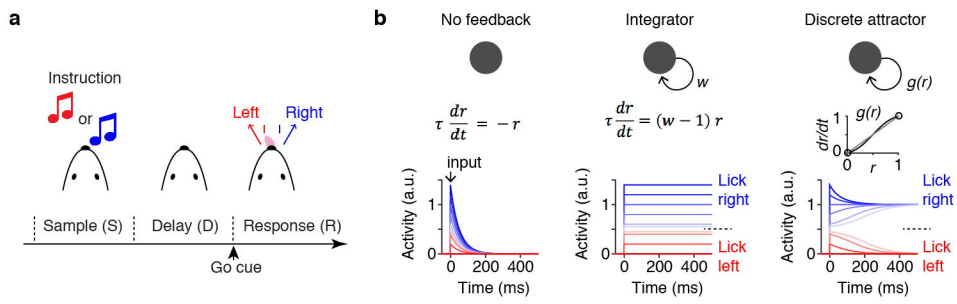 a
Instruction
or
Left
Right
Sample (S)
Delay (D)
Response (R)
Go cue
b
No feedback
τ dr/dt = −r
input
Activity (a.u.)
1
0
0
200
400
Time (ms)
Integrator
w
τ dr/dt = (w − 1) r
Activity (a.u.)
1
0
Lick
right
Lick
left
0
200
400
Time (ms)
Discrete attractor
g(r)
g(r)
dr/dt
1
0
0
r
1
Activity (a.u.)
1
0
Lick
right
Lick
left
0
200
400
Time (ms)